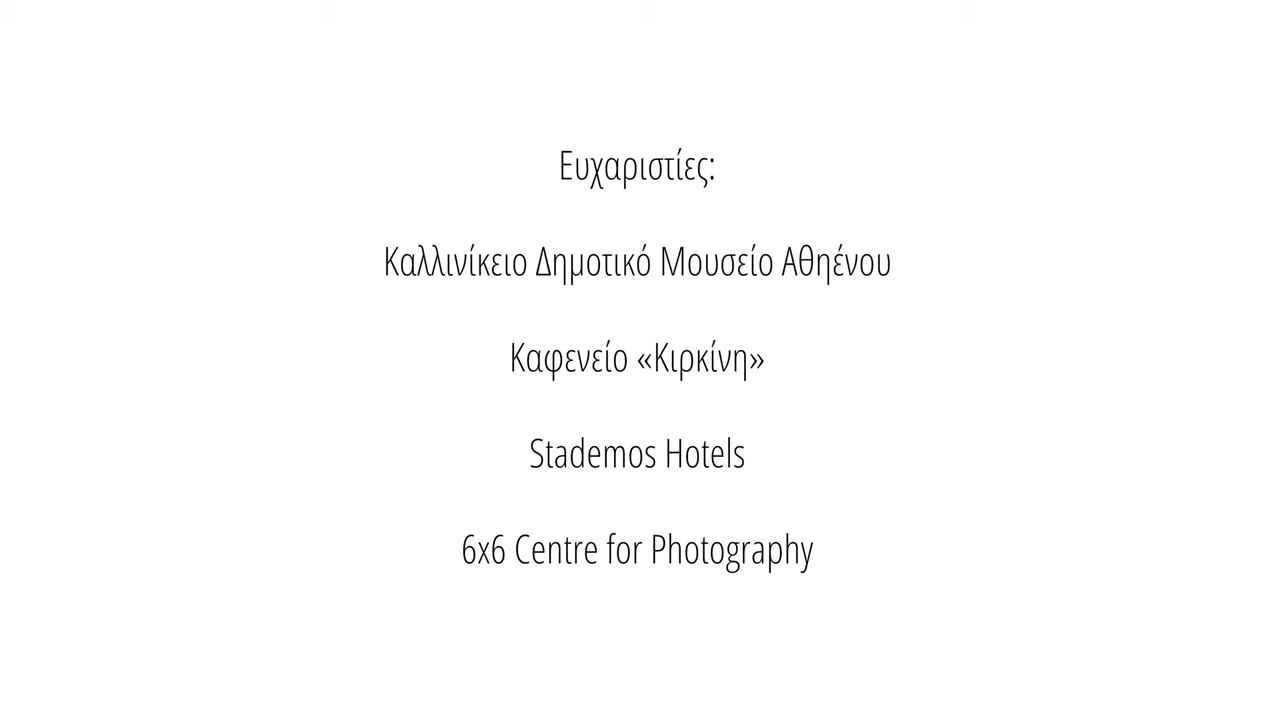 Ευχαριστίες:
Καλλινίκειο Δημοτικό Μουσείο Αθηένου
Καφενείο «Κιρκίνη»
Stademos Hotels
6x6 Centre for Photography